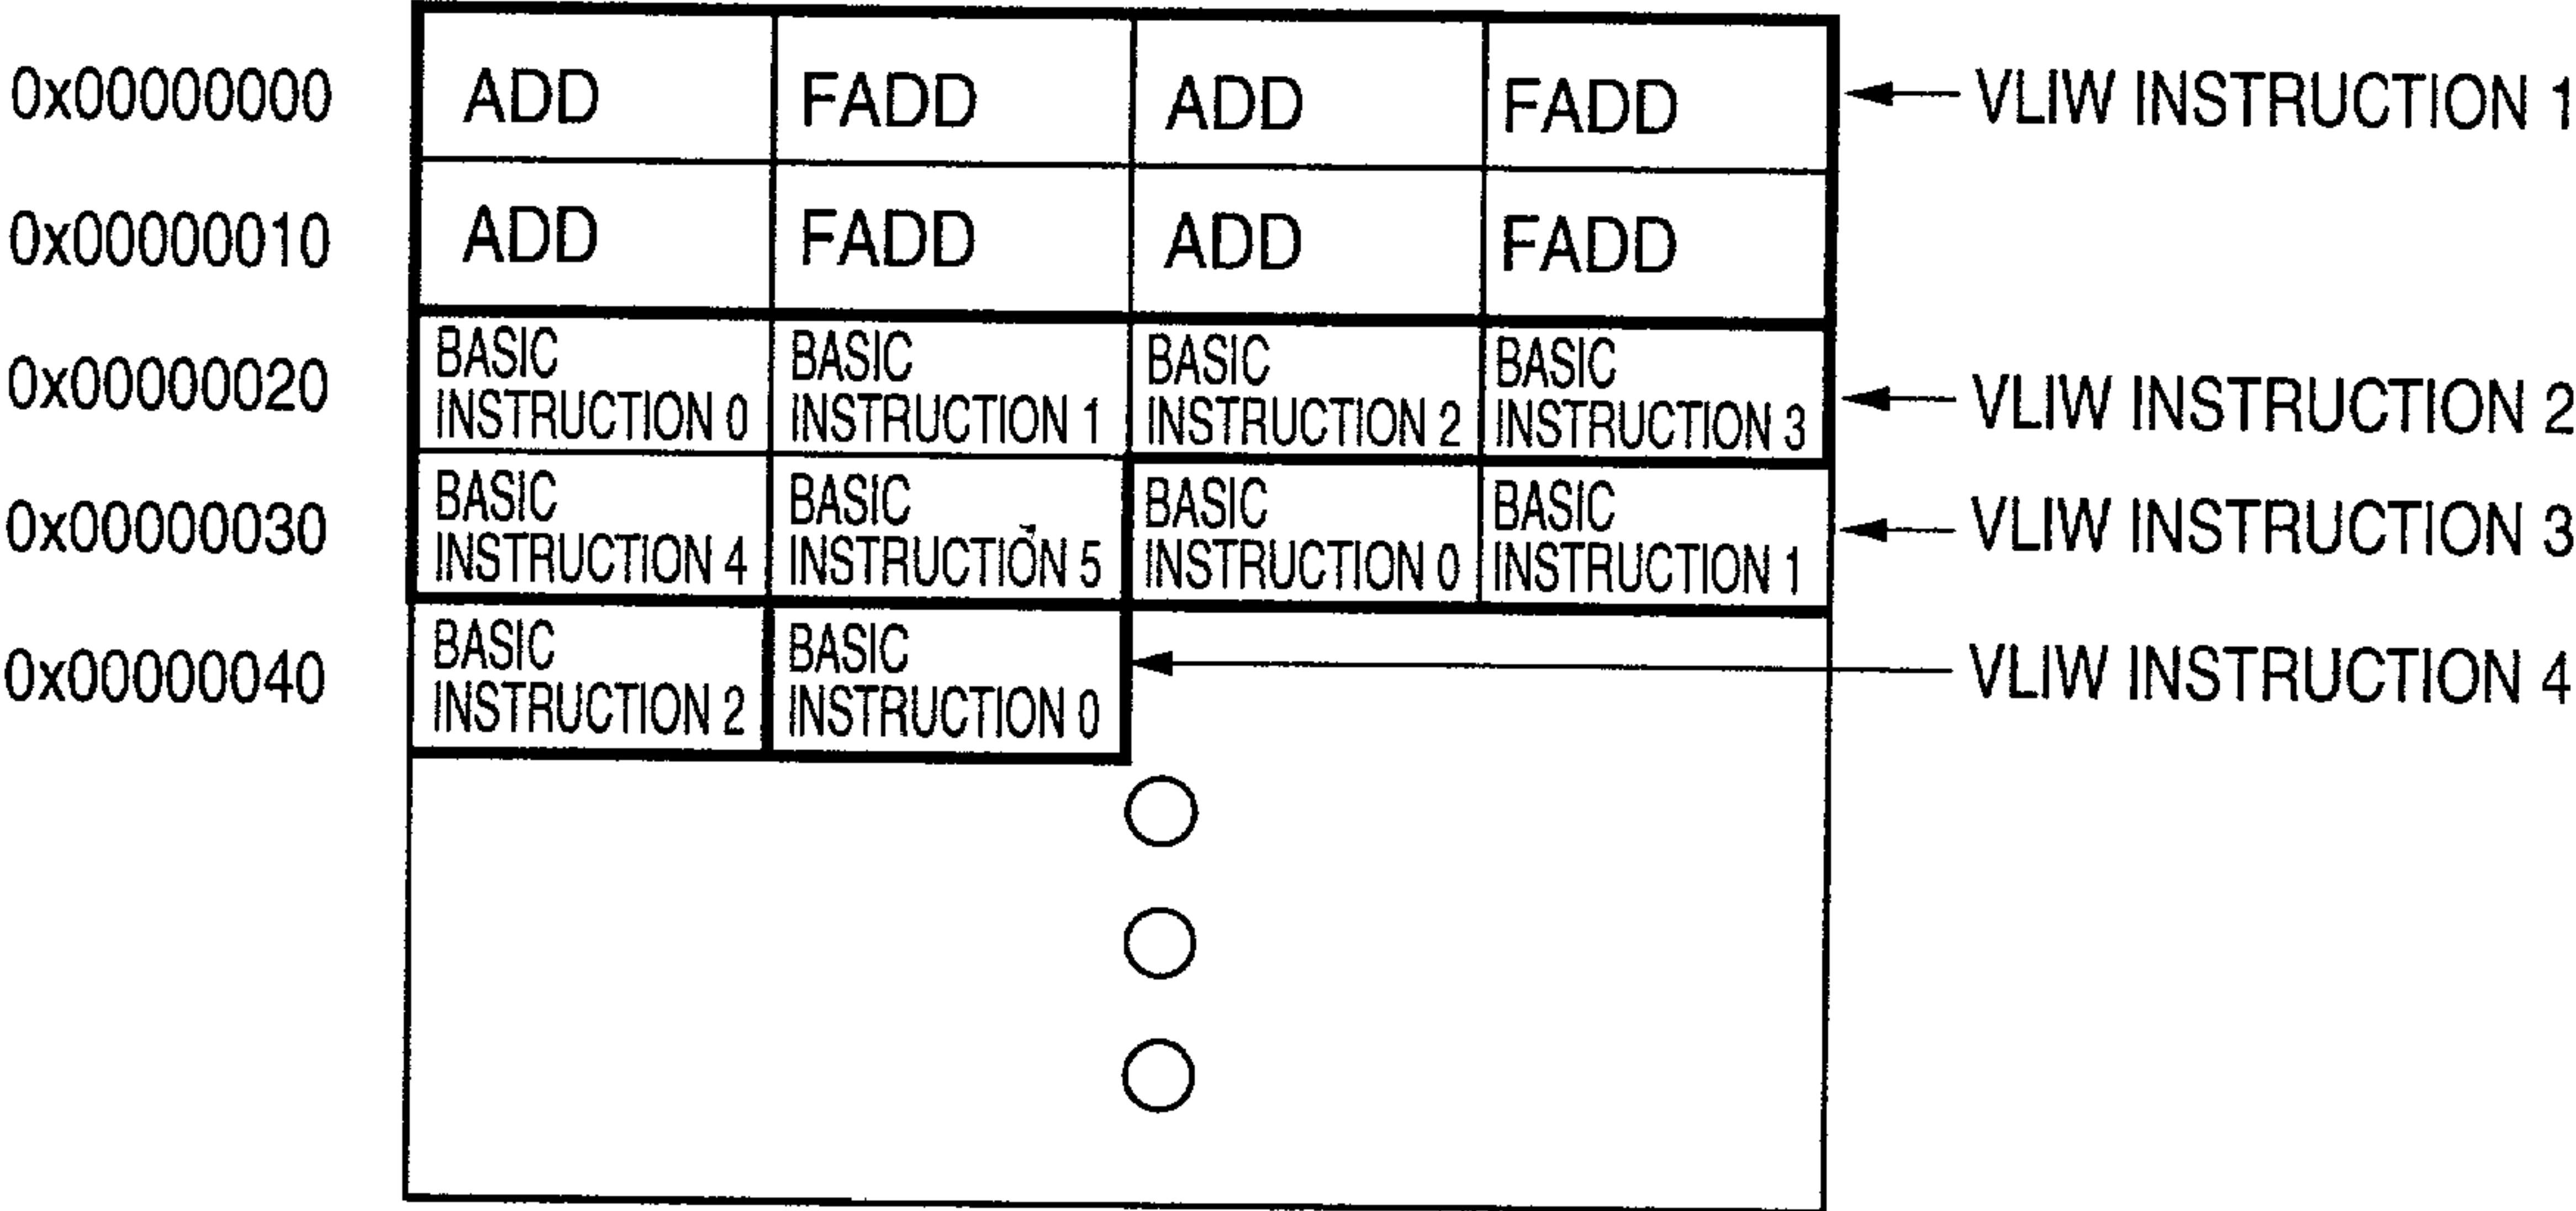 0x00000000 ADD FADD ADD FADD VLIW INSTRUCTION 1
0x00000010 ADD FADD ADD FADD
0x00000020 BASIC INSTRUCTION 0 BASIC INSTRUCTION 1 BASIC INSTRUCTION 2 BASIC INSTRUCTION 3 VLIW INSTRUCTION 2
0x00000030 BASIC INSTRUCTION 4 BASIC INSTRUCTION 5 BASIC INSTRUCTION 0 BASIC INSTRUCTION 1 VLIW INSTRUCTION 3
0x00000040 BASIC INSTRUCTION 2 BASIC INSTRUCTION 0 VLIW INSTRUCTION 4